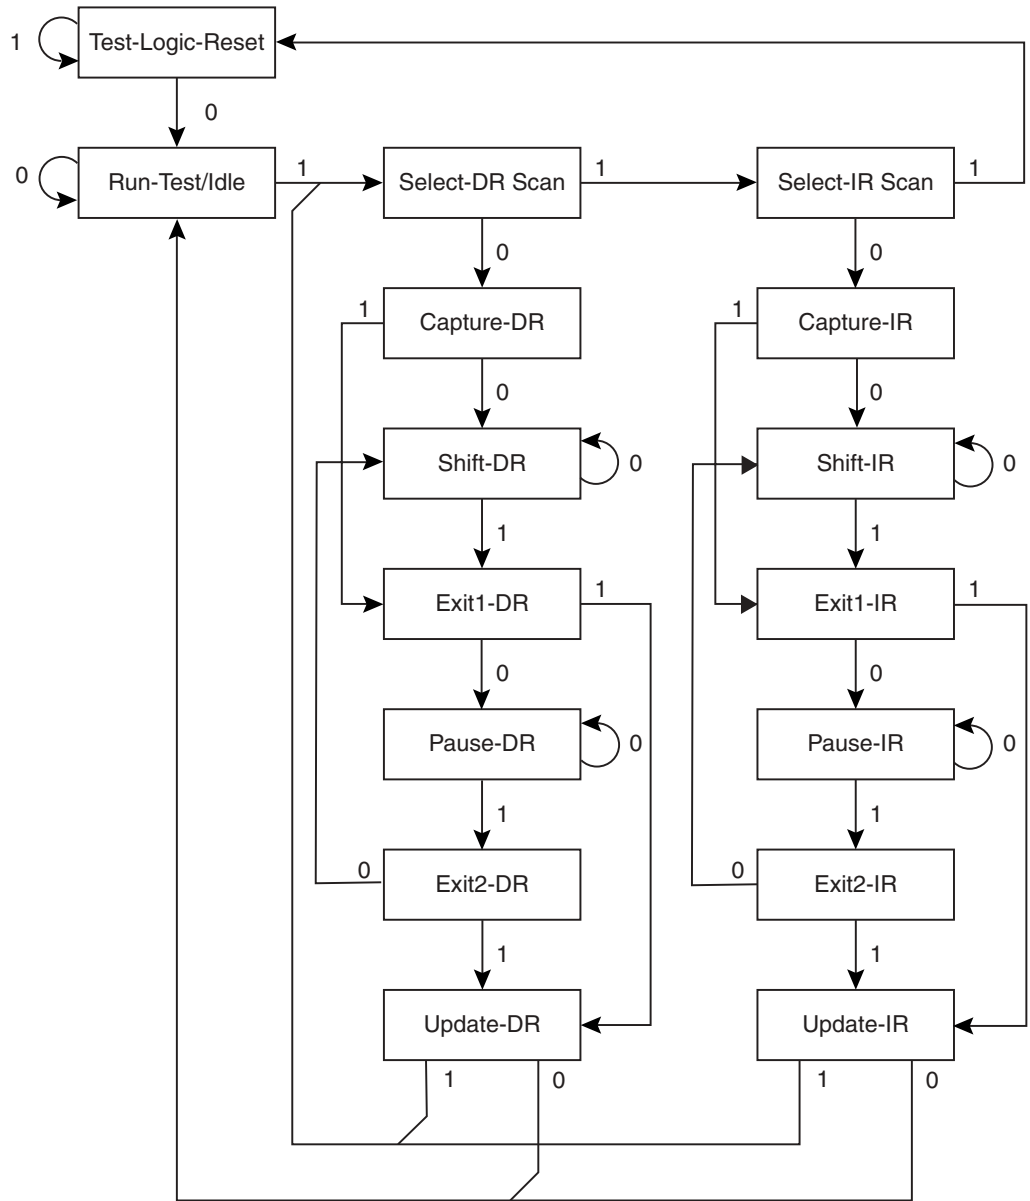 1
Test-Logic-Reset
0
0
Run-Test/Idle
1
Select-DR Scan
1
Select-IR Scan
1
0
0
1
Capture-DR
1
Capture-IR
0
0
Shift-DR
0
Shift-IR
0
1
1
Exit1-DR
1
Exit1-IR
1
0
0
Pause-DR
0
Pause-IR
0
1
1
0
Exit2-DR
0
Exit2-IR
1
1
Update-DR
Update-IR
1
0
1
0